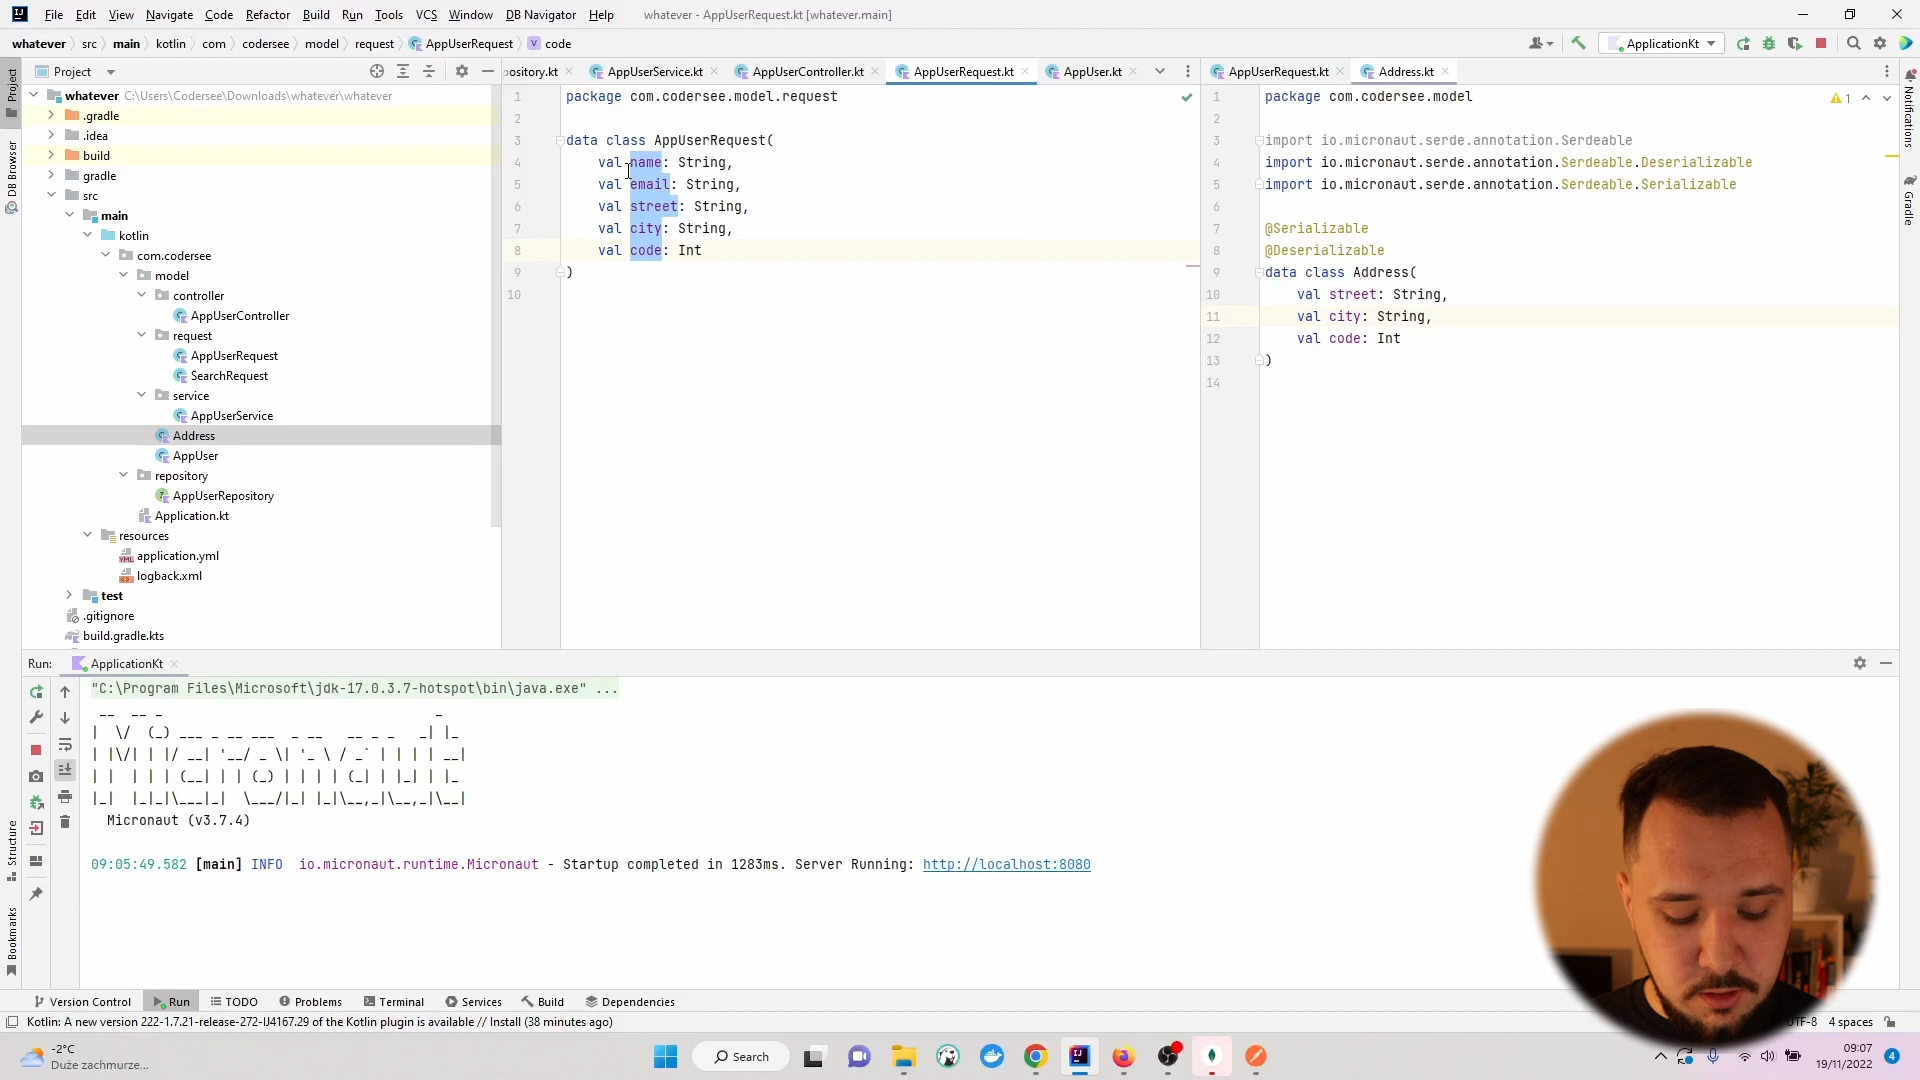 File Edit View Navigate Code Refactor Build Run Tools VCS Window DB Navigator Help whatever - AppUserRequest.kt [whatever.main]
whatever src main kotlin com codersee model request AppUserRequest code
ApplicationKt
Project
ository.kt AppUserService.kt AppUserController.kt AppUserRequest.kt AppUser.kt
AppUserRequest.kt Address.kt
Project
DB Browser
Structure
Bookmarks
Notifications
Gradle
whatever C:\Users\Codersee\Downloads\whatever\whatever
.gradle
.idea
build
gradle
src
main
kotlin
com.codersee
model
controller
AppUserController
request
AppUserRequest
SearchRequest
service
AppUserService
Address
AppUser
repository
AppUserRepository
Application.kt
resources
application.yml
logback.xml
test
.gitignore
build.gradle.kts
1 package com.codersee.model.request
2
3 data class AppUserRequest(
4 val name: String,
5 val email: String,
6 val street: String,
7 val city: String,
8 val code: Int
9 )
10
1 package com.codersee.model
1
2
3 import io.micronaut.serde.annotation.Serdeable
4 import io.micronaut.serde.annotation.Serdeable.Deserializable
5 import io.micronaut.serde.annotation.Serdeable.Serializable
6
7 @Serializable
8 @Deserializable
9 data class Address(
10 val street: String,
11 val city: String,
12 val code: Int
13 )
14
Run: ApplicationKt
"C:\Program Files\Microsoft\jdk-17.0.3.7-hotspot\bin\java.exe" ...
Micronaut (v3.7.4)
09:05:49.582 [main] INFO io.micronaut.runtime.Micronaut - Startup completed in 1283ms. Server Running: http://localhost:8080
Version Control Run TODO Problems Terminal Services Build Dependencies
Kotlin: A new version 222-1.7.21-release-272-IJ4167.29 of the Kotlin plugin is available // Install (38 minutes ago)
UTF-8 4 spaces
-2°C
Duże zachmurze...
Search
09:07
19/11/2022
4